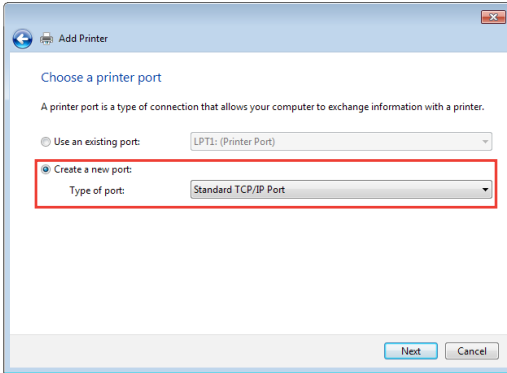 Add Printer
Choose a printer port
A printer port is a type of connection that allows your computer to exchange information with a printer.
Use an existing port: LPT1: (Printer Port)
Create a new port:
Type of port: Standard TCP/IP Port
Next Cancel